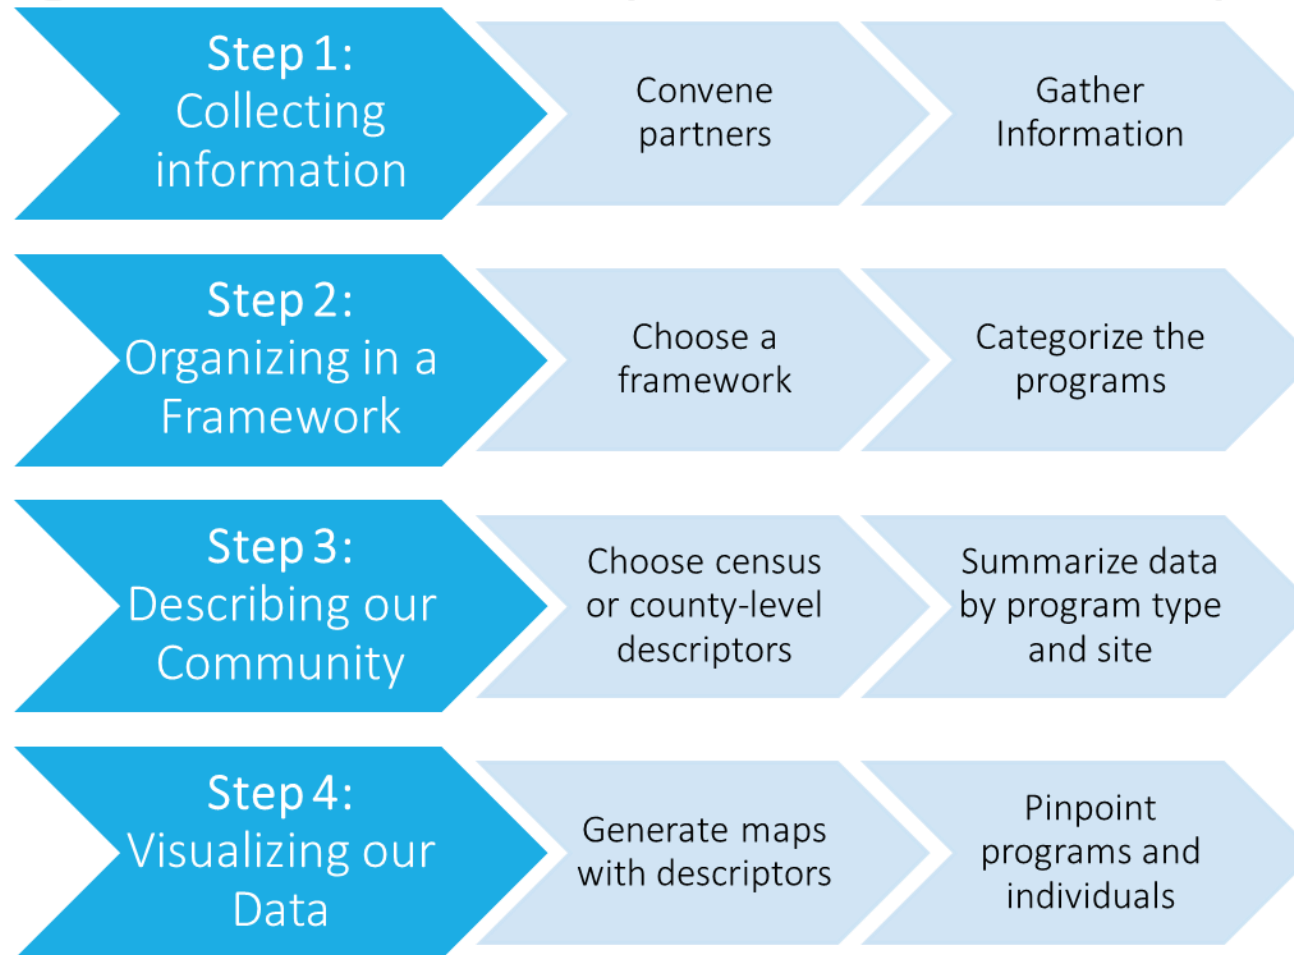 Step 1:
Collecting
information
Convene
partners
Gather
Information
Step 2:
Organizing in a
Framework
Choose a
framework
Categorize the
programs
Step 3:
Describing our
Community
Choose census
or county-level
descriptors
Summarize data
by program type
and site
Step 4:
Visualizing our
Data
Generate maps
with descriptors
Pinpoint
programs and
individuals